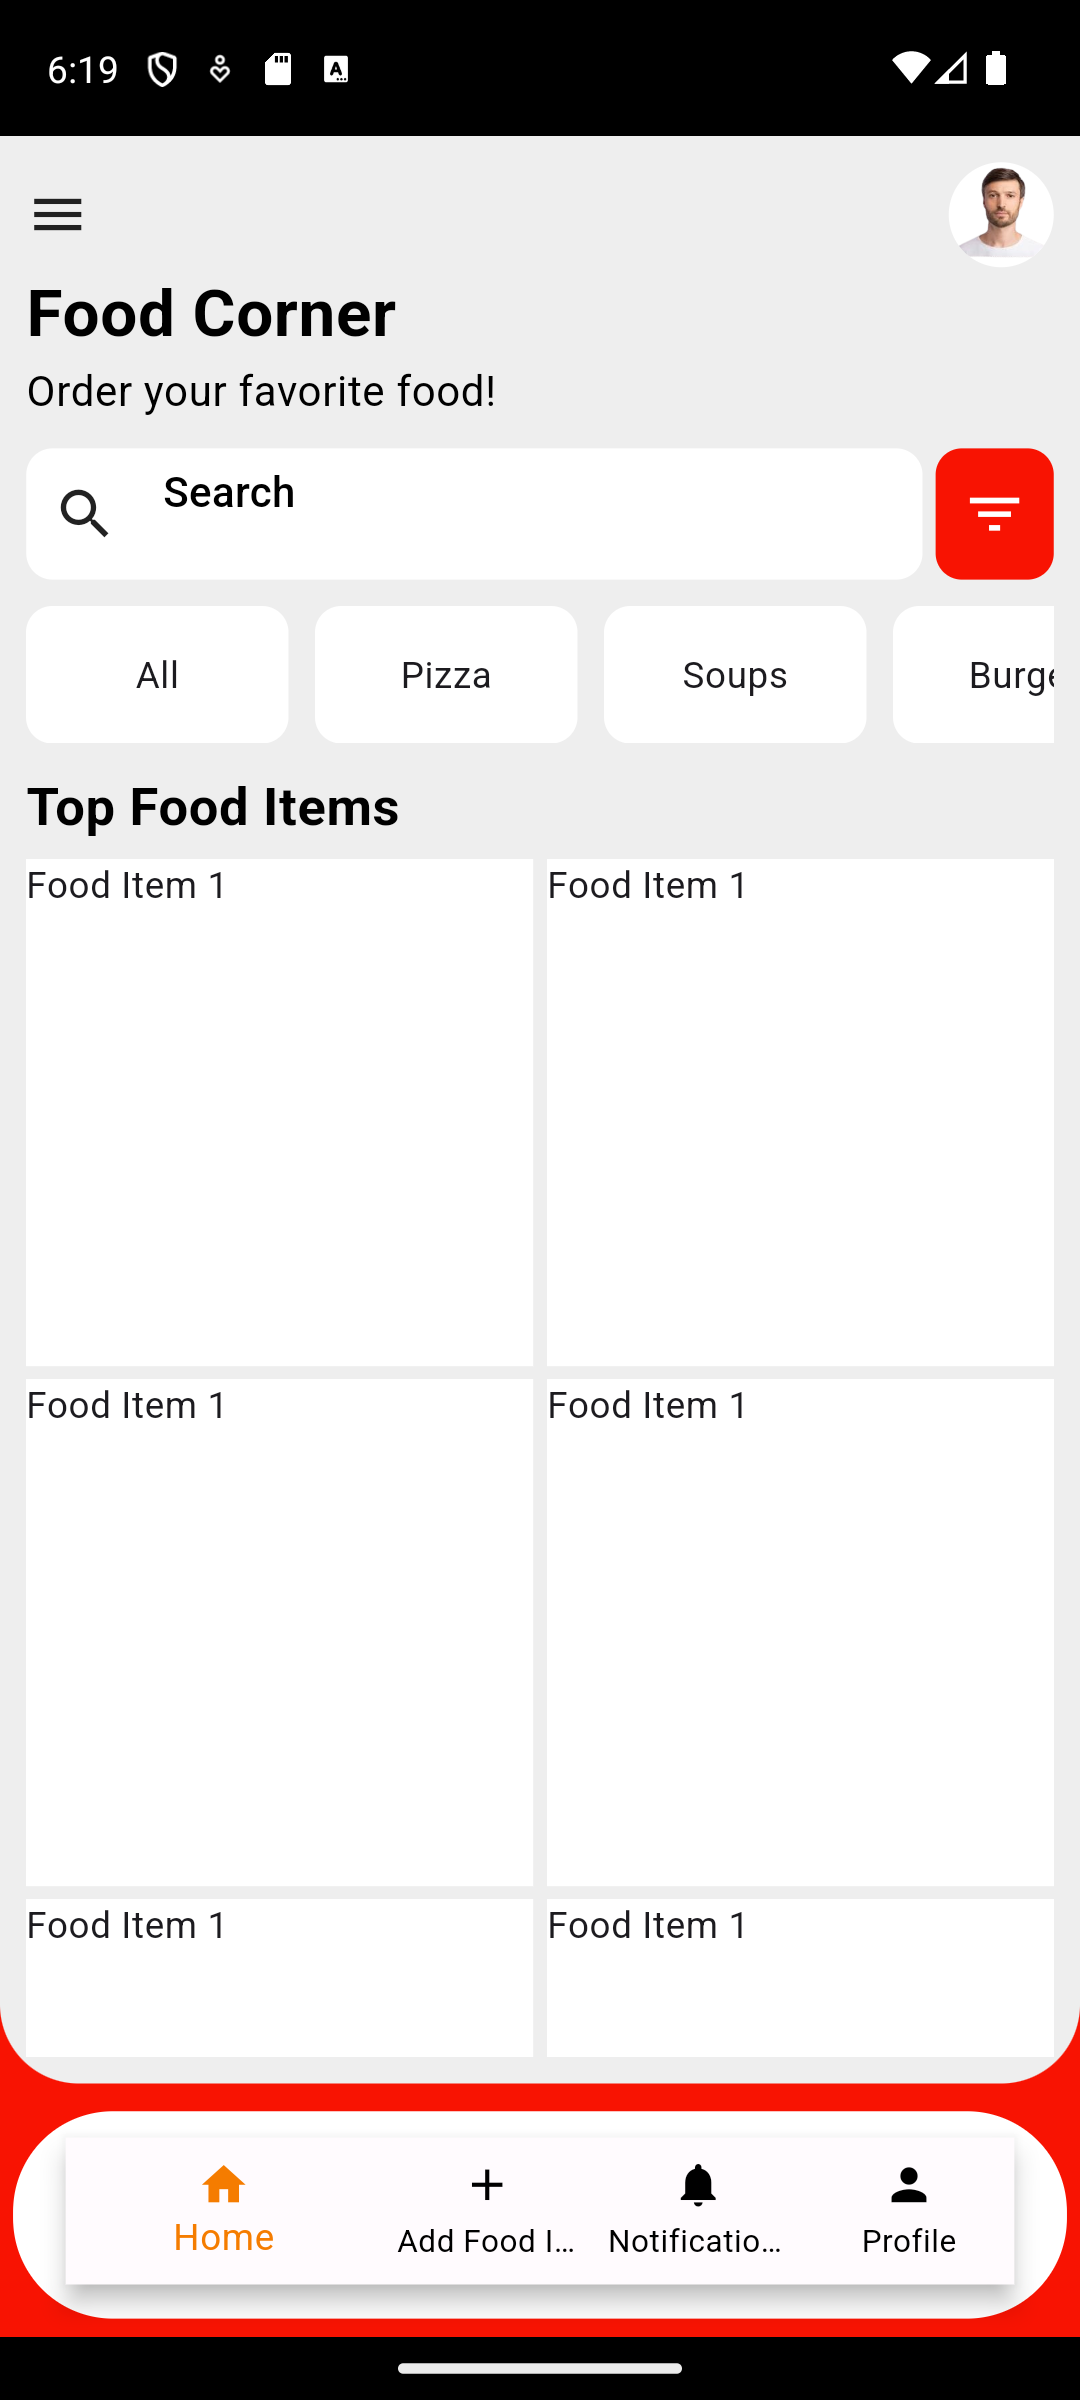 6:19
Food Corner
Order your favorite food!
Search
All Pizza Soups Burge
Top Food Items
Food Item 1 Food Item 1
Food Item 1 Food Item 1
Food Item 1 Food Item 1
Home Add Food I... Notificatio... Profile